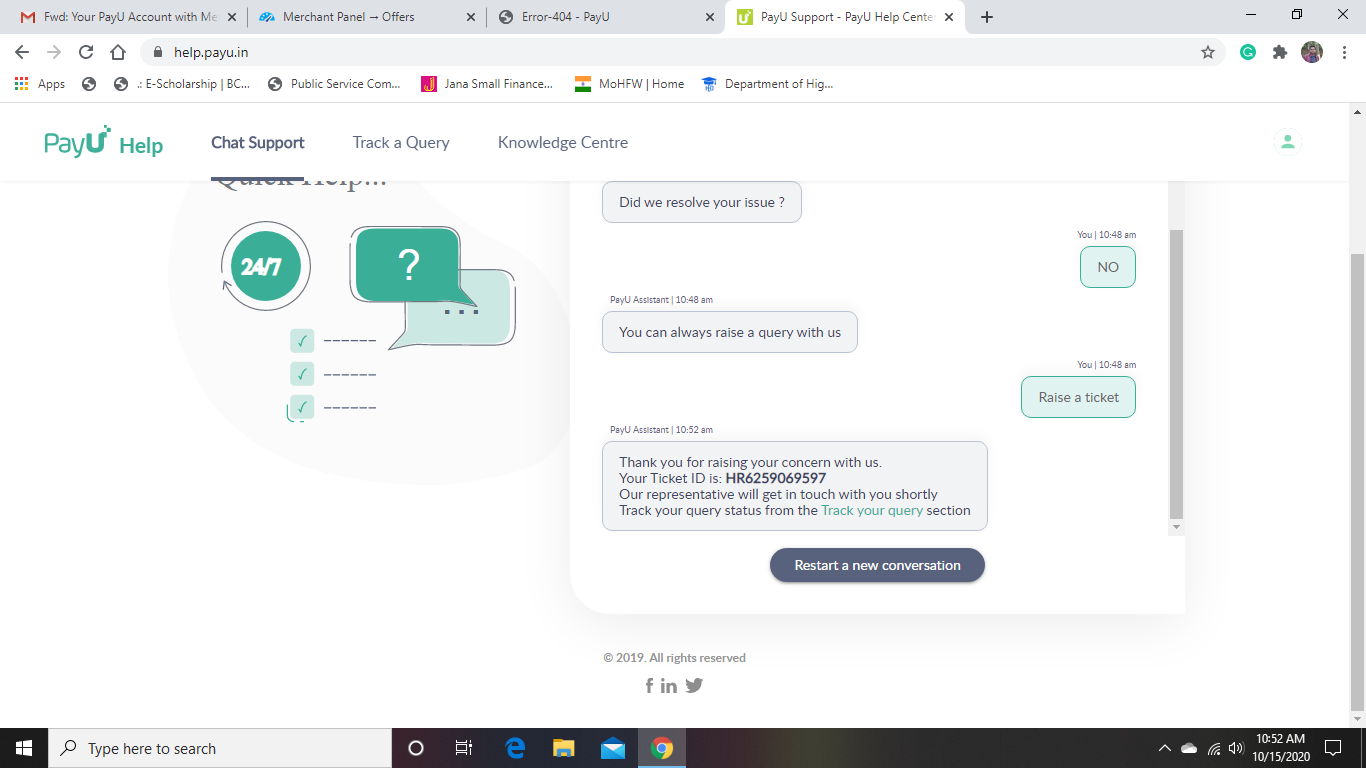 Fwd: Your PayU Account with Me
Merchant Panel → Offers
Error-404 - PayU
PayU Support - PayU Help Cente
help.payu.in
Apps
.: E-Scholarship | BC...
Public Service Com...
Jana Small Finance...
MoHFW | Home
Department of Hig...
PayU Help
Chat Support
Track a Query
Knowledge Centre
Quick Help...
24/7
?
Did we resolve your issue ?
You | 10:48 am
NO
PayU Assistant | 10:48 am
You can always raise a query with us
You | 10:48 am
Raise a ticket
PayU Assistant | 10:52 am
Thank you for raising your concern with us.
Your Ticket ID is: HR6259069597
Our representative will get in touch with you shortly
Track your query status from the Track your query section
Restart a new conversation
© 2019. All rights reserved
Type here to search
10:52 AM
10/15/2020